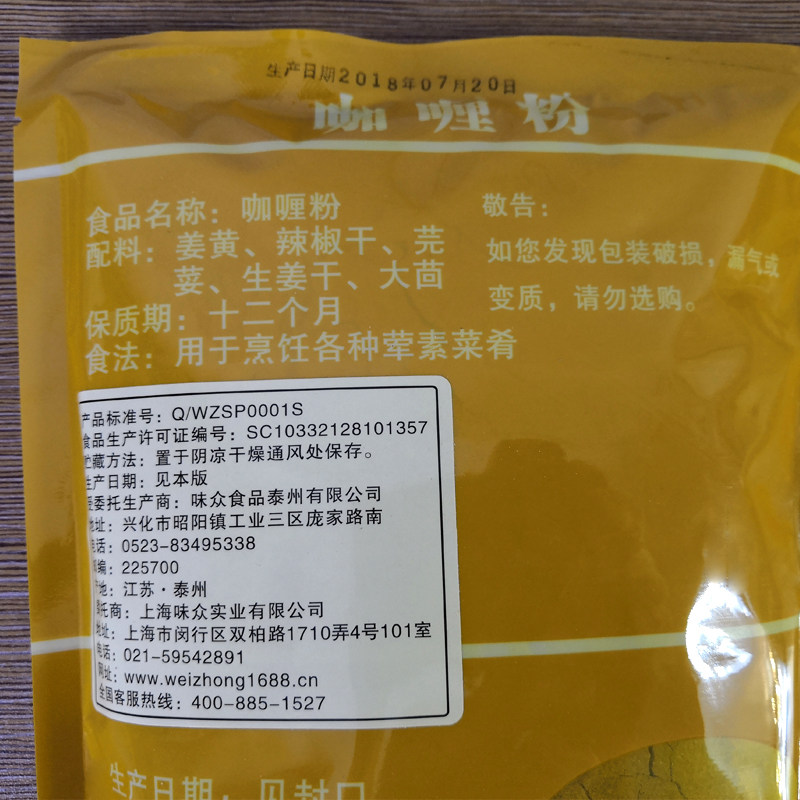 生产日期2018年07月20日
咖喱粉
食品名称：咖喱粉
配料：姜黄、辣椒干、芫
荽、生姜干、大茴
保质期：十二个月
食法：用于烹饪各种荤素菜肴
敬告：
如您发现包装破损，漏气或
变质，请勿选购。
产品标准号：Q/WZSP0001S
食品生产许可证编号：SC10332128101357
贮藏方法：置于阴凉干燥通风处保存。
生产日期：见本版
受委托生产商：味众食品泰州有限公司
地址：兴化市昭阳镇工业三区庞家路南
电话：0523-83495338
邮编：225700
产地：江苏·泰州
委托商：上海味众实业有限公司
地址：上海市闵行区双柏路1710弄4号101室
电话：021-59542891
网址：www.weizhong1688.cn
全国客服热线：400-885-1527
生产日期：见封口